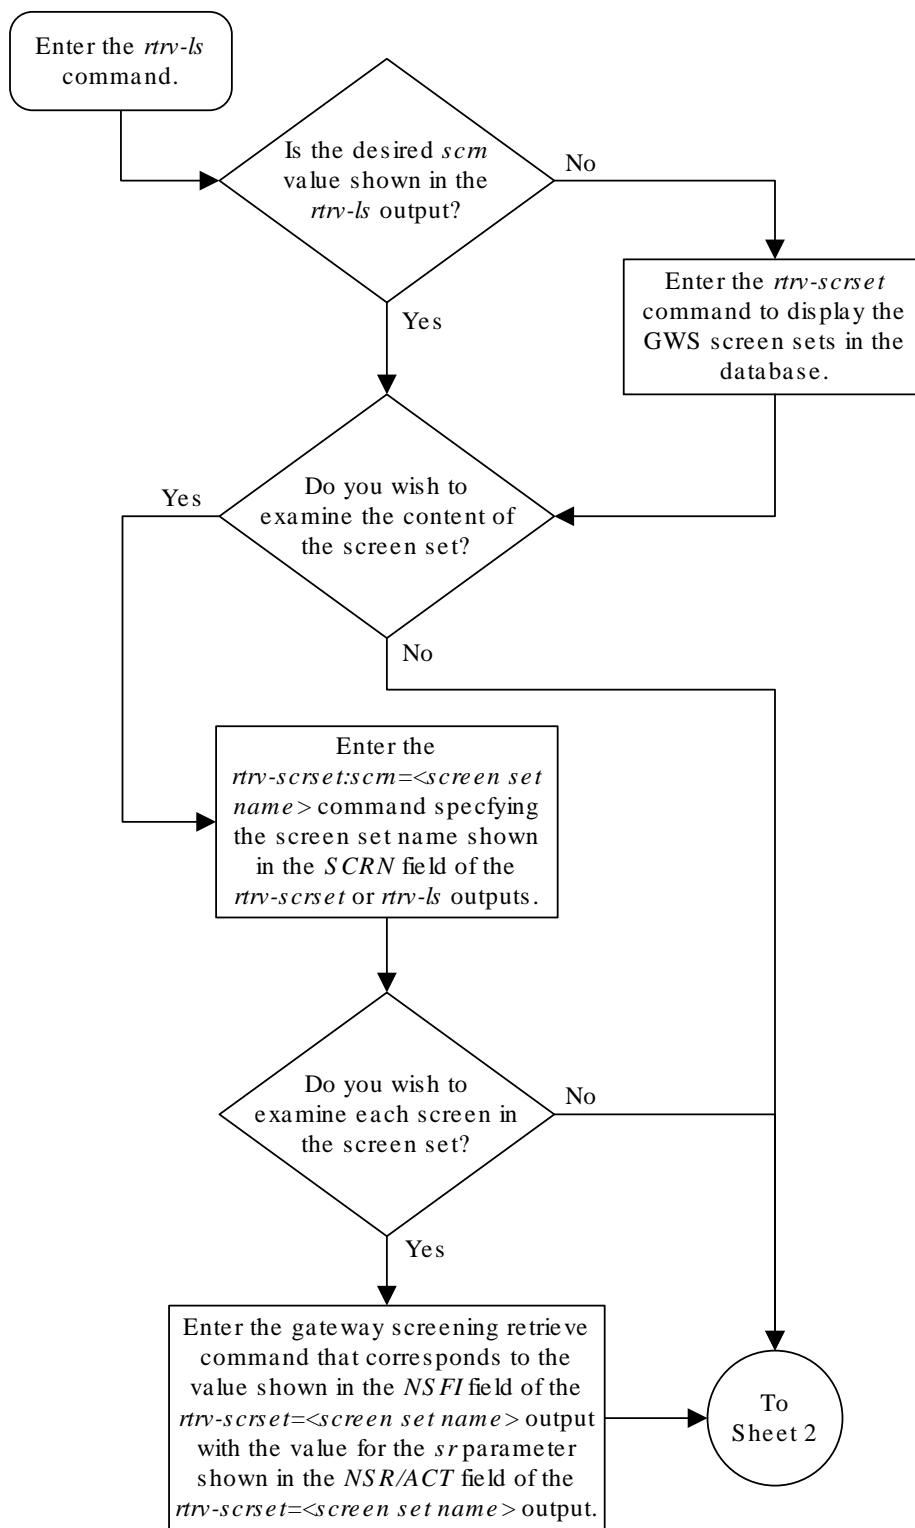 Enter the rtrv-ls
command.
Is the desired scrn
value shown in the
rtrv-ls output?
No
Yes
Enter the rtrv-scrset
command to display the
GWS screen sets in the
database.
Do you wish to
examine the content of
the screen set?
Yes
No
Enter the
rtrv-scrset:scrn=<screen set
name> command specfying
the screen set name shown
in the SCRN field of the
rtrv-scrset or rtrv-ls outputs.
Do you wish to
examine each screen in
the screen set?
No
Yes
Enter the gateway screening retrieve
command that corresponds to the
value shown in the NSFI field of the
rtrv-scrset=<screen set name> output
with the value for the sr parameter
shown in the NSR/ACT field of the
rtrv-scrset=<screen set name> output.
To
Sheet 2